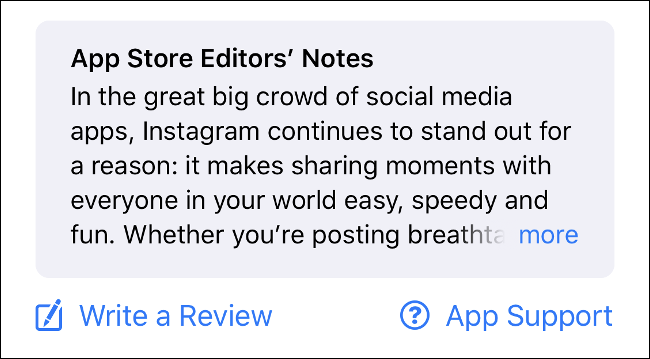 App Store Editors’ Notes
In the great big crowd of social media
apps, Instagram continues to stand out for
a reason: it makes sharing moments with
everyone in your world easy, speedy and
fun. Whether you’re posting breathta more
Write a Review
App Support